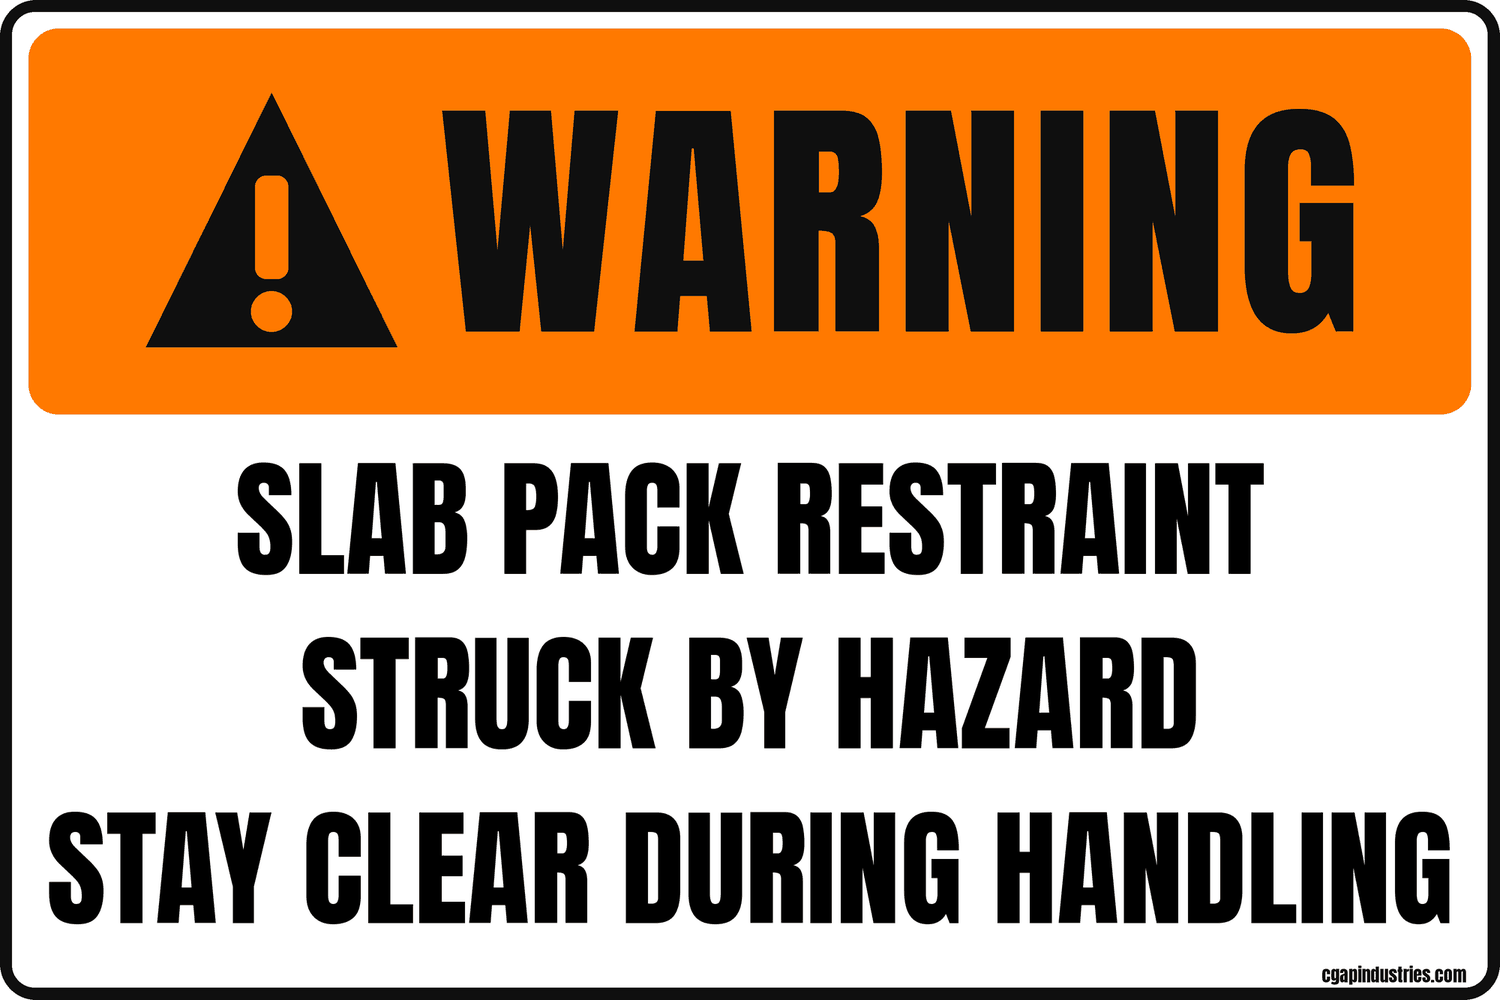 WARNING
SLAB PACK RESTRAINT
STRUCK BY HAZARD
STAY CLEAR DURING HANDLING
cgapindustries.com